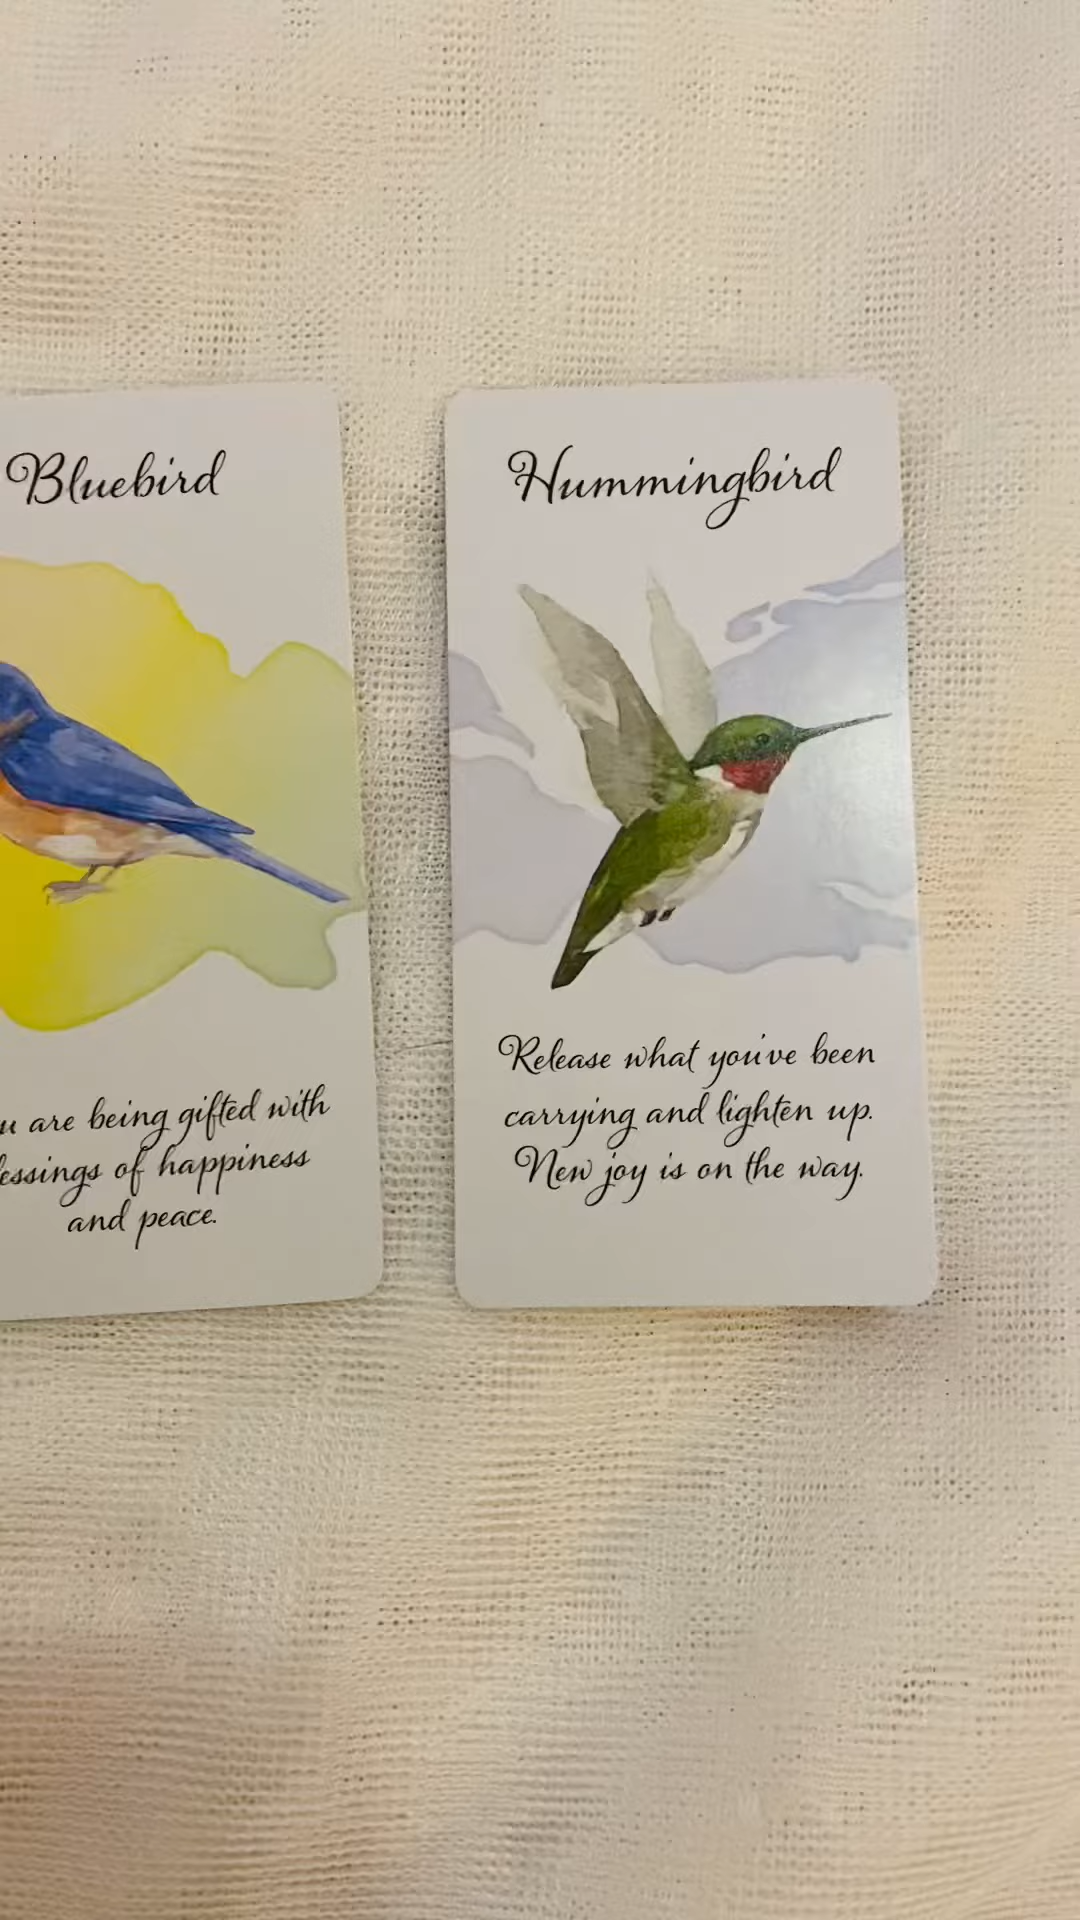 Bluebird
are being gifted with
of happiness
and peace.
Hummingbird
Release what you've been
carrying and lighten up.
New joy is on the way.